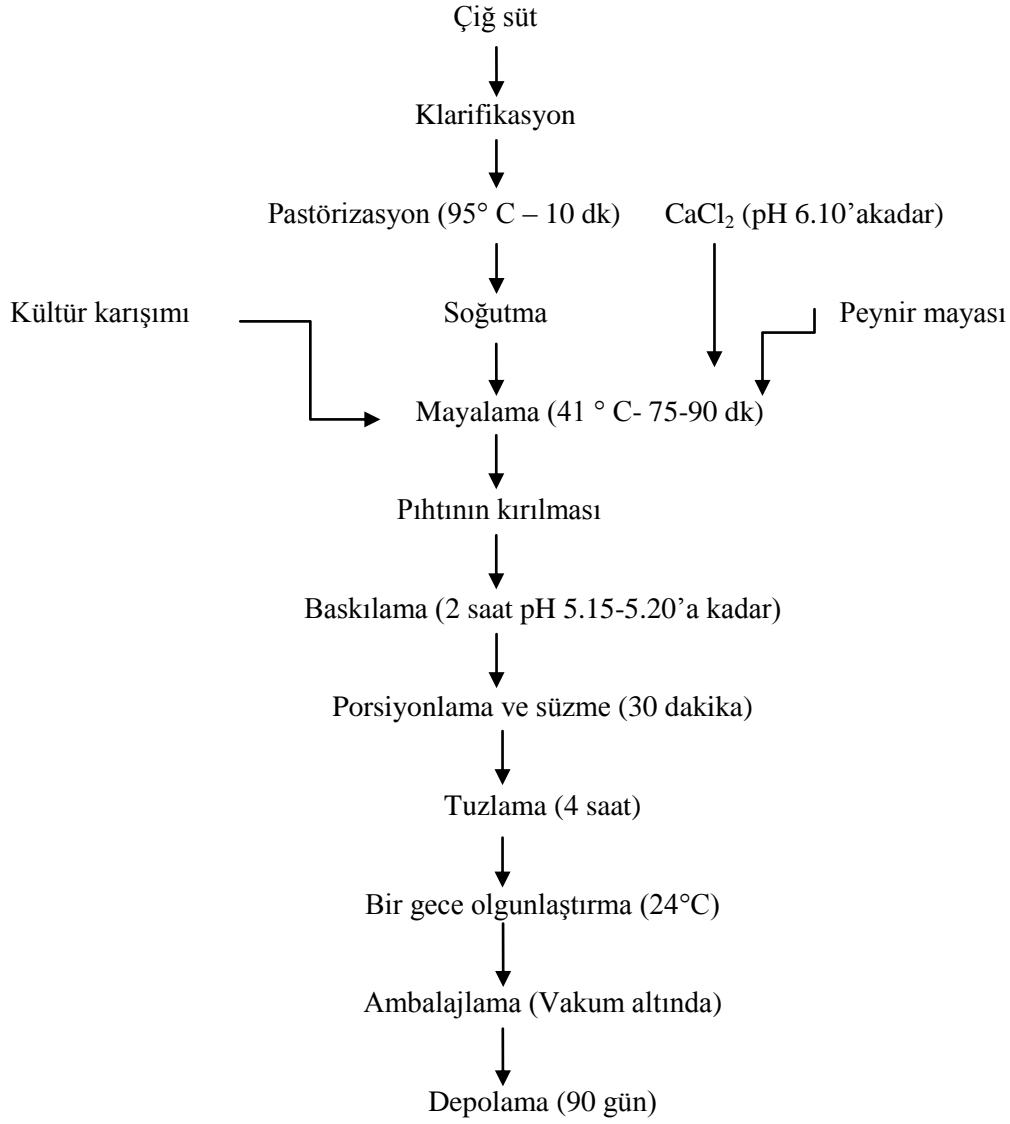 Çiğ süt
Klarifikasyon
Pastörizasyon (95° C – 10 dk)
CaCl₂ (pH 6.10’akadar)
Kültür karışımı
Soğutma
Peynir mayası
Mayalama (41 ° C- 75-90 dk)
Pıhtının kırılması
Baskılama (2 saat pH 5.15-5.20’a kadar)
Porsiyonlama ve süzme (30 dakika)
Tuzlama (4 saat)
Bir gece olgunlaştırma (24°C)
Ambalajlama (Vakum altında)
Depolama (90 gün)